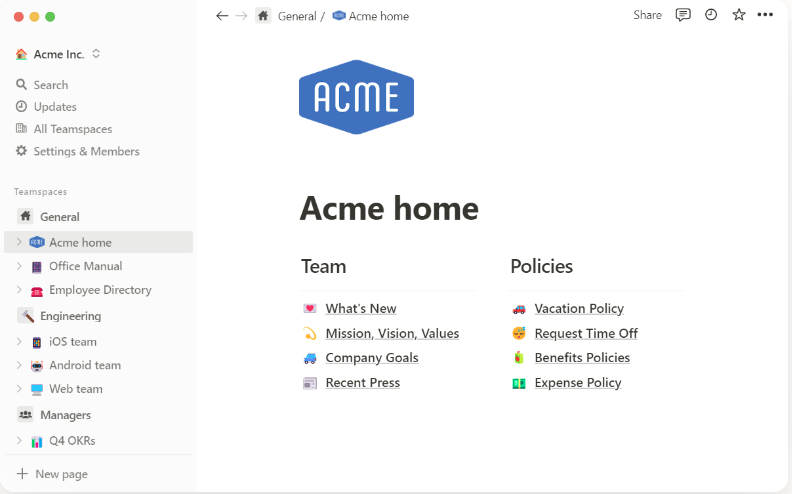 General / Acme home
Share
Acme Inc.
Search
Updates
All Teamspaces
Settings & Members
Teamspaces
General
Acme home
Office Manual
Employee Directory
Engineering
iOS team
Android team
Web team
Managers
Q4 OKRs
New page
ACME
Acme home
Team
What's New
Mission, Vision, Values
Company Goals
Recent Press
Policies
Vacation Policy
Request Time Off
Benefits Policies
Expense Policy